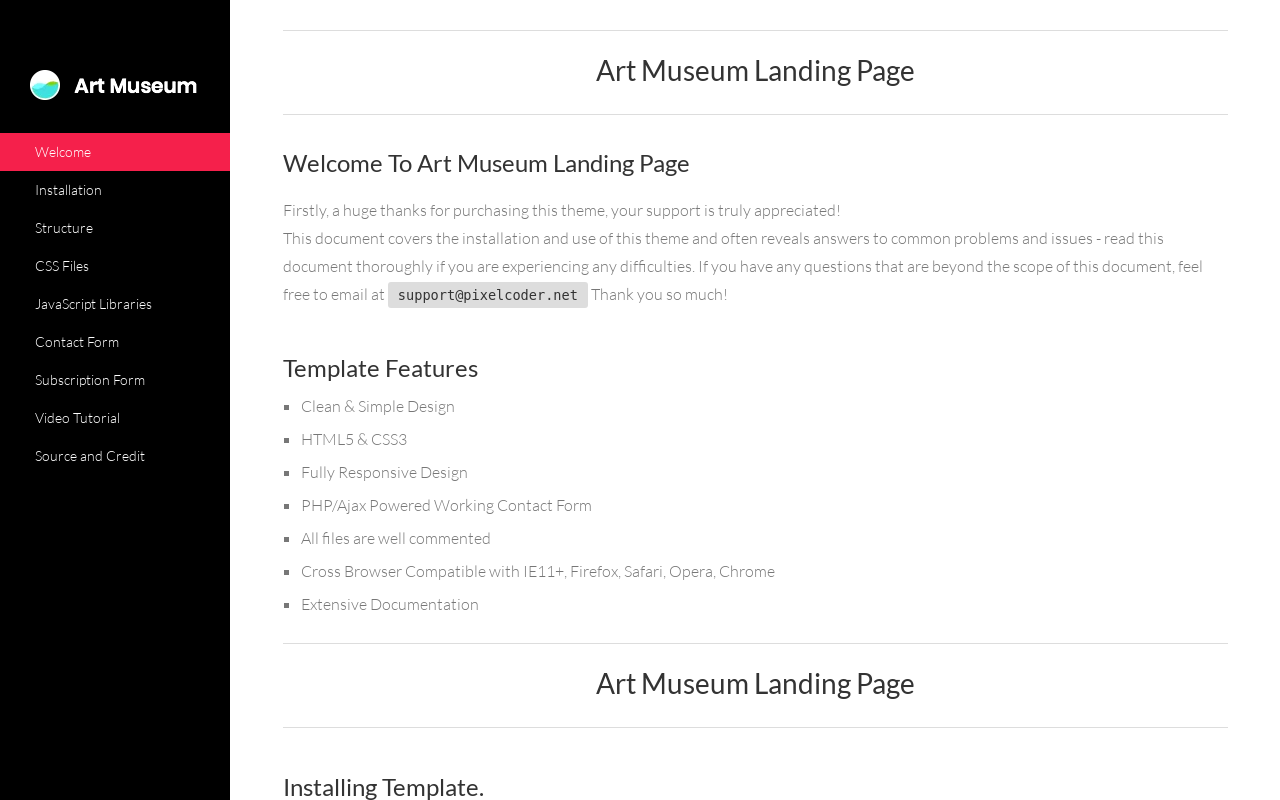 Art Museum
Welcome
Installation
Structure
CSS Files
JavaScript Libraries
Contact Form
Subscription Form
Video Tutorial
Source and Credit
Art Museum Landing Page
Welcome To Art Museum Landing Page
Firstly, a huge thanks for purchasing this theme, your support is truly appreciated!
This document covers the installation and use of this theme and often reveals answers to common problems and issues - read this
document thoroughly if you are experiencing any difficulties. If you have any questions that are beyond the scope of this document, feel
free to email at support@pixelcoder.net Thank you so much!
Template Features
Clean & Simple Design
HTML5 & CSS3
Fully Responsive Design
PHP/Ajax Powered Working Contact Form
All files are well commented
Cross Browser Compatible with IE11+, Firefox, Safari, Opera, Chrome
Extensive Documentation
Art Museum Landing Page
Installing Template.